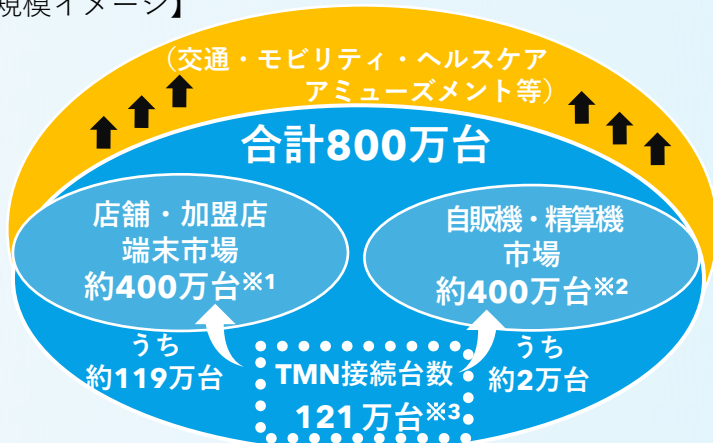 規模イメージ】
（交通・モビリティ・ヘルスケア
アミューズメント等）
合計800万台
店舗・加盟店
端末市場
約400万台※1
自販機・精算機
市場
約400万台※2
うち
約119万台
TMN接続台数
121万台※3
うち
約2万台